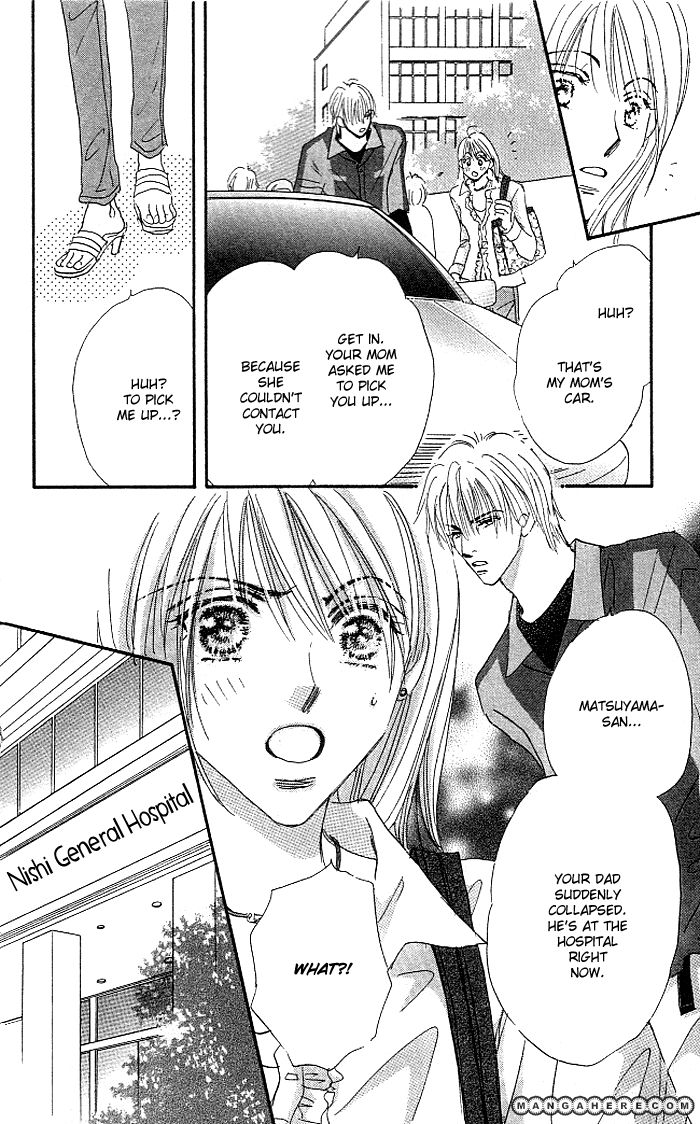 HUH?
THAT'S
MY MOM'S
CAR.
GET IN.
YOUR MOM
ASKED ME
TO PICK
YOU UP...
BECAUSE
SHE
COULDN'T
CONTACT
YOU.
HUH?
TO PICK
ME UP...?
MATSUYAMA-
SAN...
YOUR DAD
SUDDENLY
COLLAPSED.
HE'S AT THE
HOSPITAL
RIGHT
NOW.
WHAT?!
Nishi General Hospital
MANGAHERE.COM